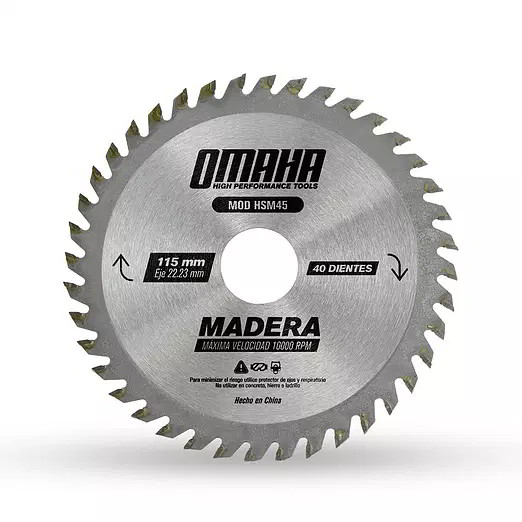 OMAHA
HIGH PERFORMANCE TOOLS
MOD HSM45
115 mm
Eje 22.23 mm
40 DIENTES
MADERA
MÁXIMA VELOCIDAD 10000 RPM
Para minimizar el riesgo utilice protector de ojos y respiratorio
No utilizar en concreto, hierro o ladrillo
Hecho en China